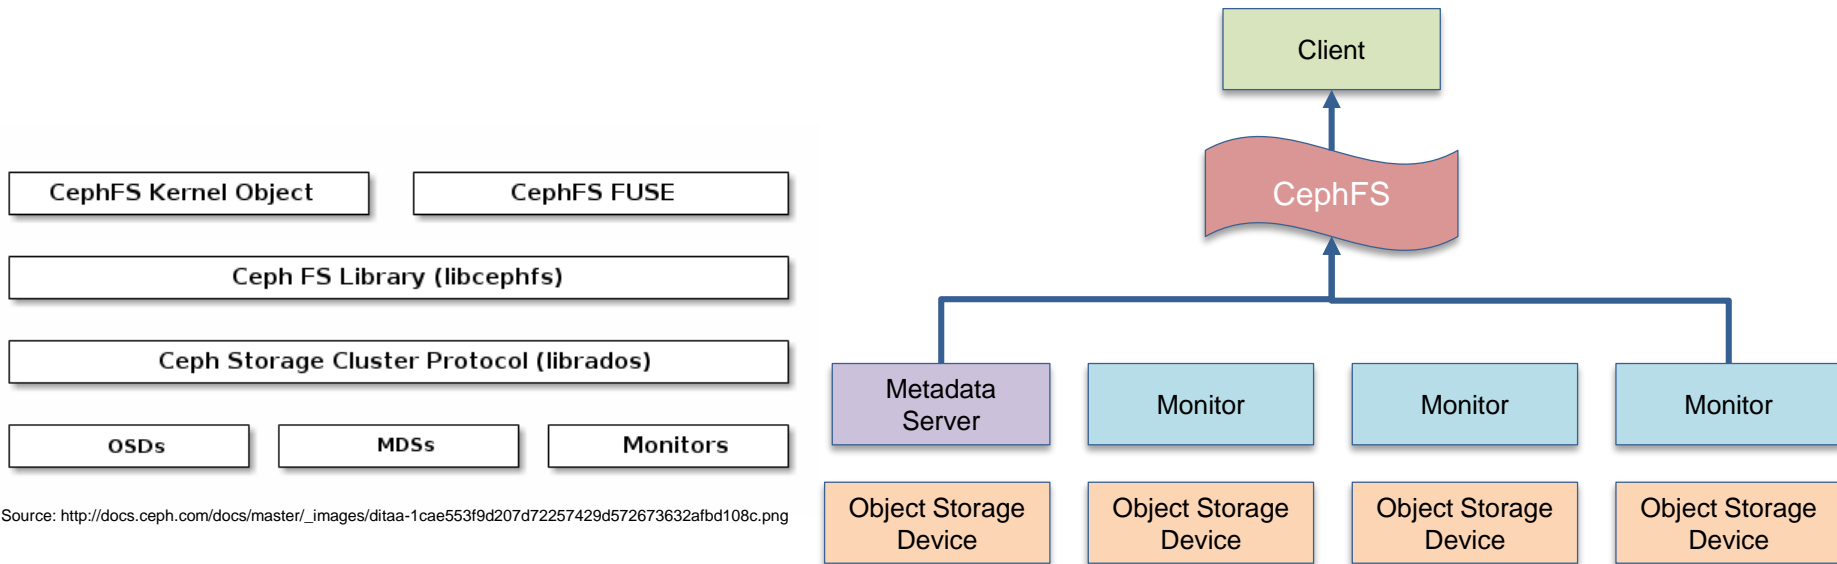 CephFS Kernel Object
CephFS FUSE
Ceph FS Library (libcephfs)
Ceph Storage Cluster Protocol (librados)
OSDs
MDSs
Monitors
Source: http://docs.ceph.com/docs/master/_images/ditaa-1cae553f9d207d72257429d572673632afbd108c.png
Client
CephFS
Metadata
Server
Monitor
Monitor
Monitor
Object Storage
Device
Object Storage
Device
Object Storage
Device
Object Storage
Device